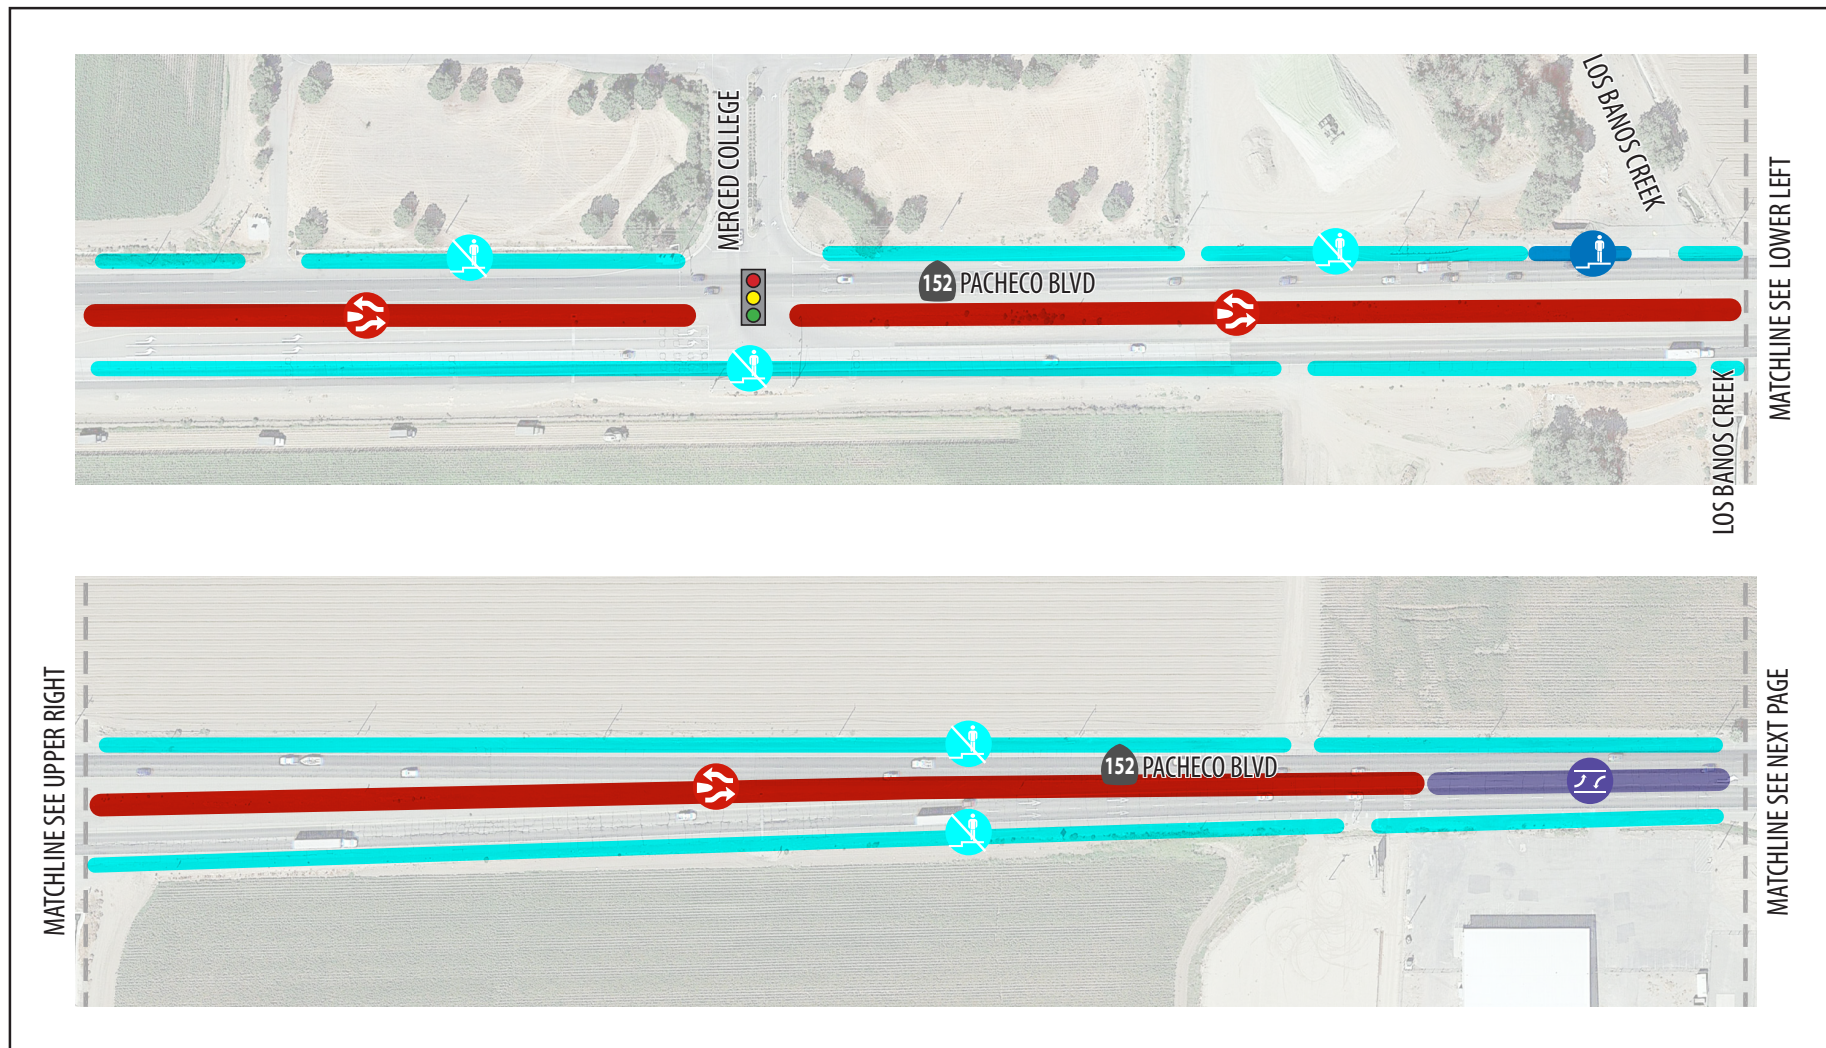 LOS BANOS CREEK
MERCED COLLEGE
152 PACHECO BLVD
MATCHLINE SEE LOWER LEFT
LOS BANOS CREEK
MATCHLINE SEE UPPER RIGHT
152 PACHECO BLVD
MATCHLINE SEE NEXT PAGE